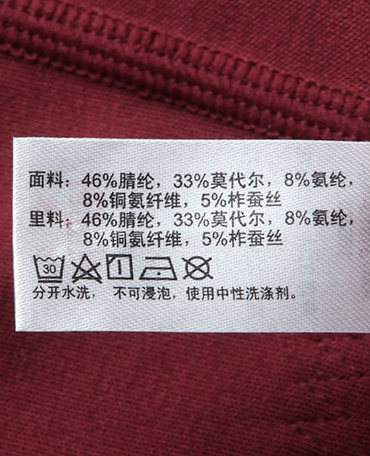 面料：46%腈纶，33%莫代尔，8%氨纶，
8%铜氨纤维，5%柞蚕丝
里料：46%腈纶，33%莫代尔，8%氨纶，
8%铜氨纤维，5%柞蚕丝
30
分开水洗， 不可浸泡，使用中性洗涤剂。